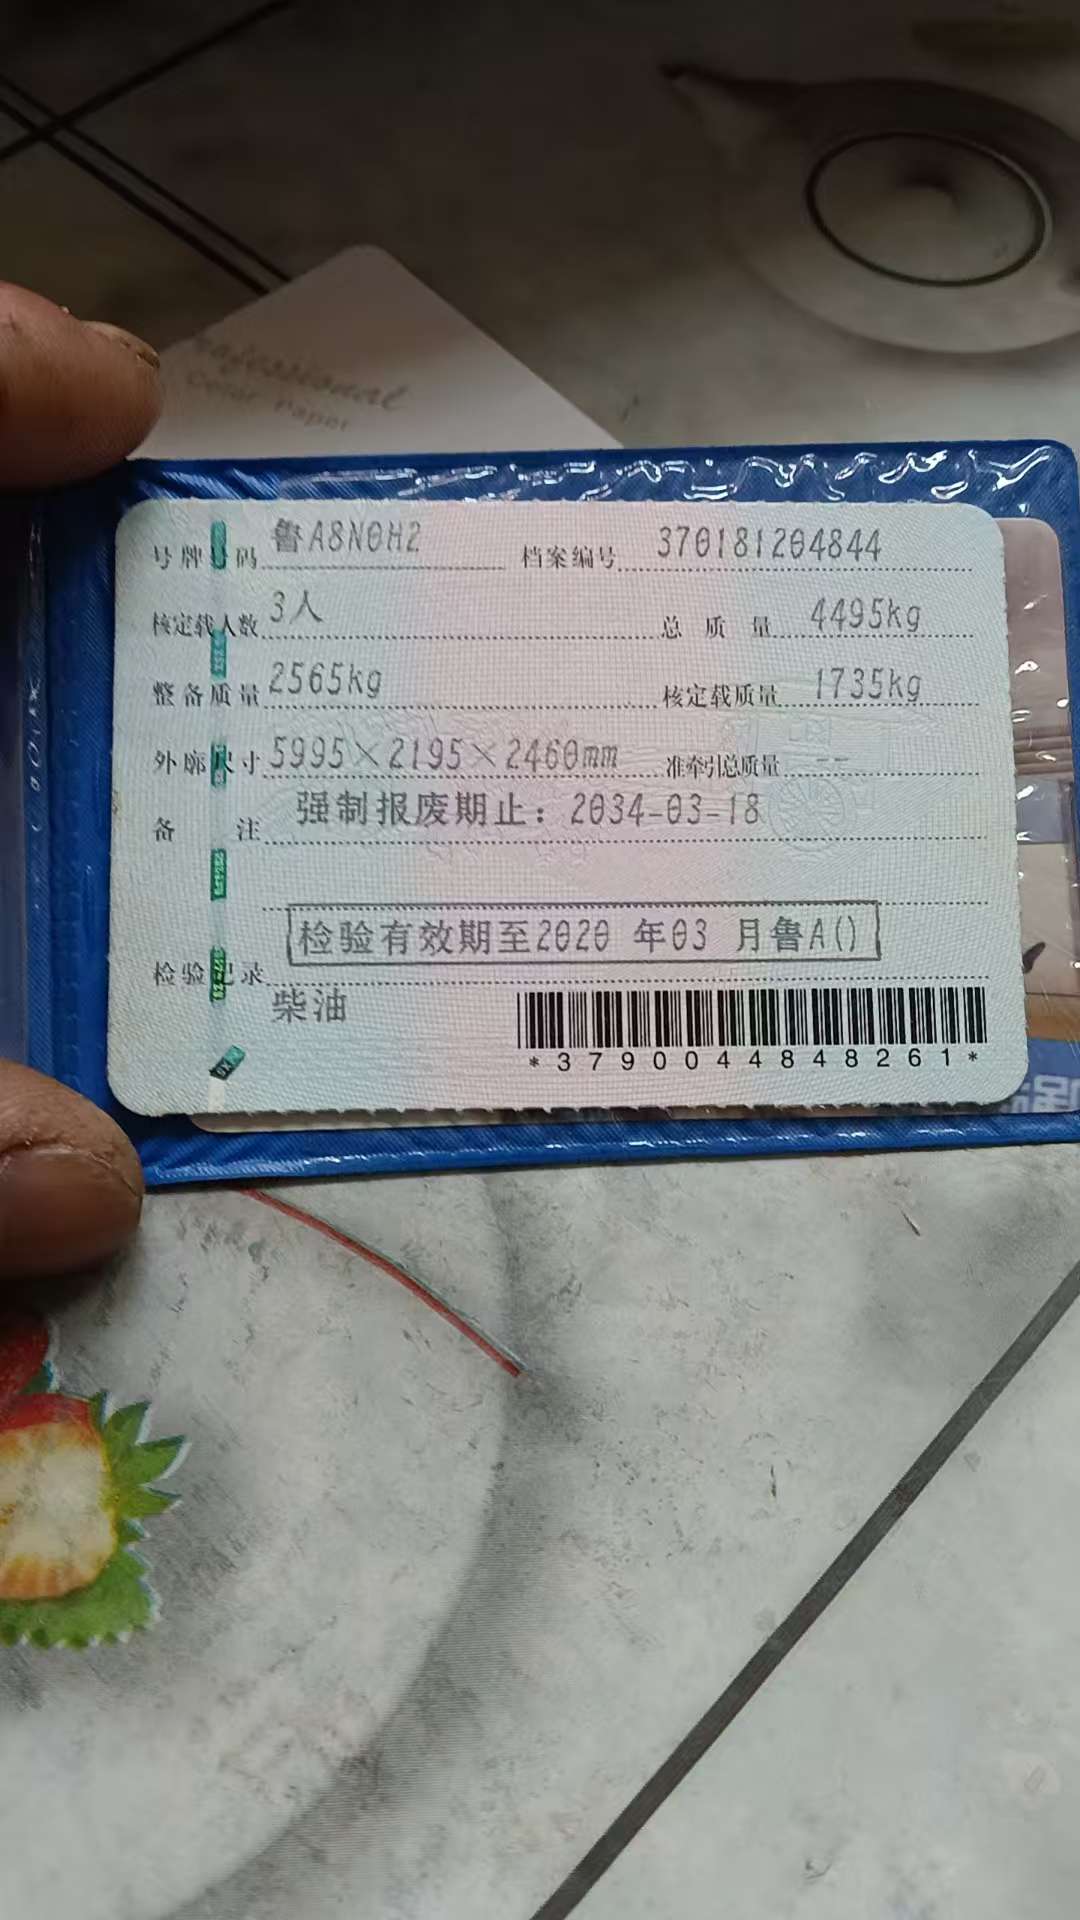 Professional
Color Paper
号牌号码 鲁A8N0H2 档案编号 370181204844
核定载人数 3人 总质量 4495kg
整备质量 2565kg 核定载质量 1735kg
外廓尺寸 5995×2195×2460mm 准牵引总质量 --
备注 强制报废期止：2034-03-18
检验有效期至2020 年03 月鲁A()
检验记录
柴油
*3790044848261*